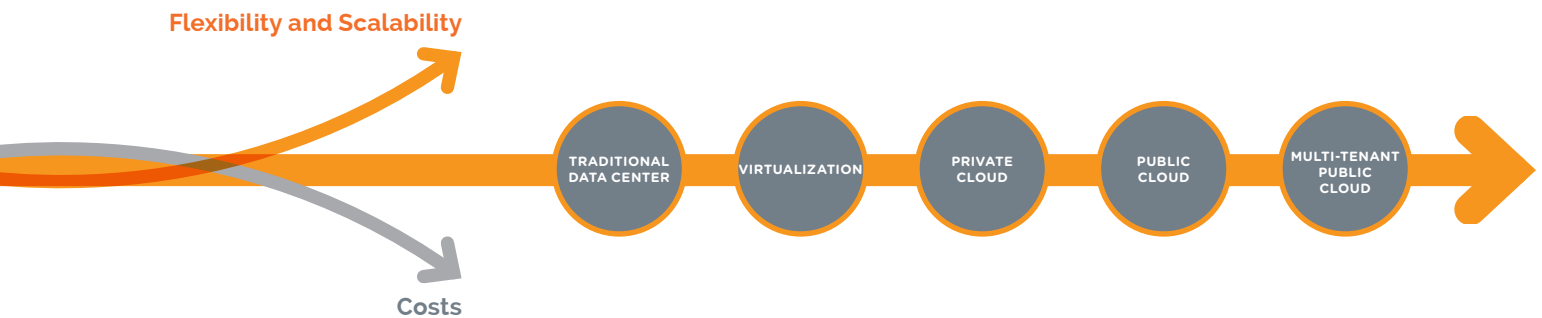 Flexibility and Scalability
TRADITIONAL
DATA CENTER
VIRTUALIZATION
PRIVATE
CLOUD
PUBLIC
CLOUD
MULTI-TENANT
PUBLIC
CLOUD
Costs